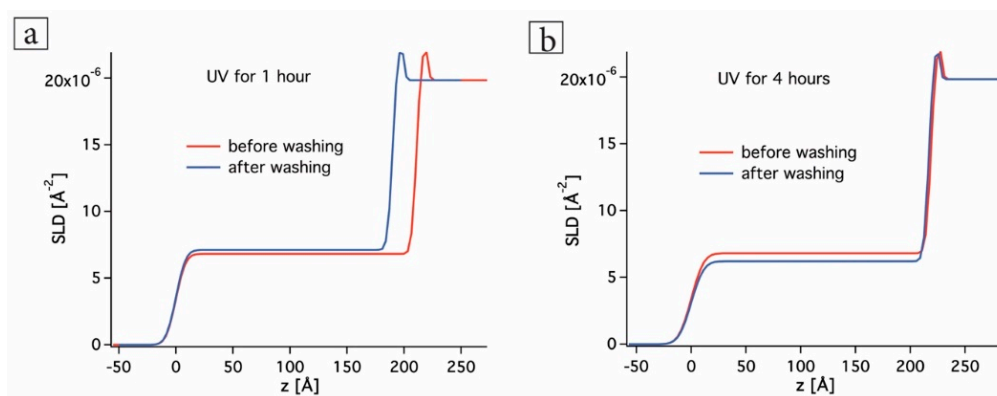 a
UV for 1 hour
before washing
after washing
20x10⁻⁶
15
10
5
0
SLD [Å⁻²]
-50 0 50 100 150 200 250
z [Å]
b
UV for 4 hours
before washing
after washing
20x10⁻⁶
15
10
5
0
SLD [Å⁻²]
-50 0 50 100 150 200 250
z [Å]